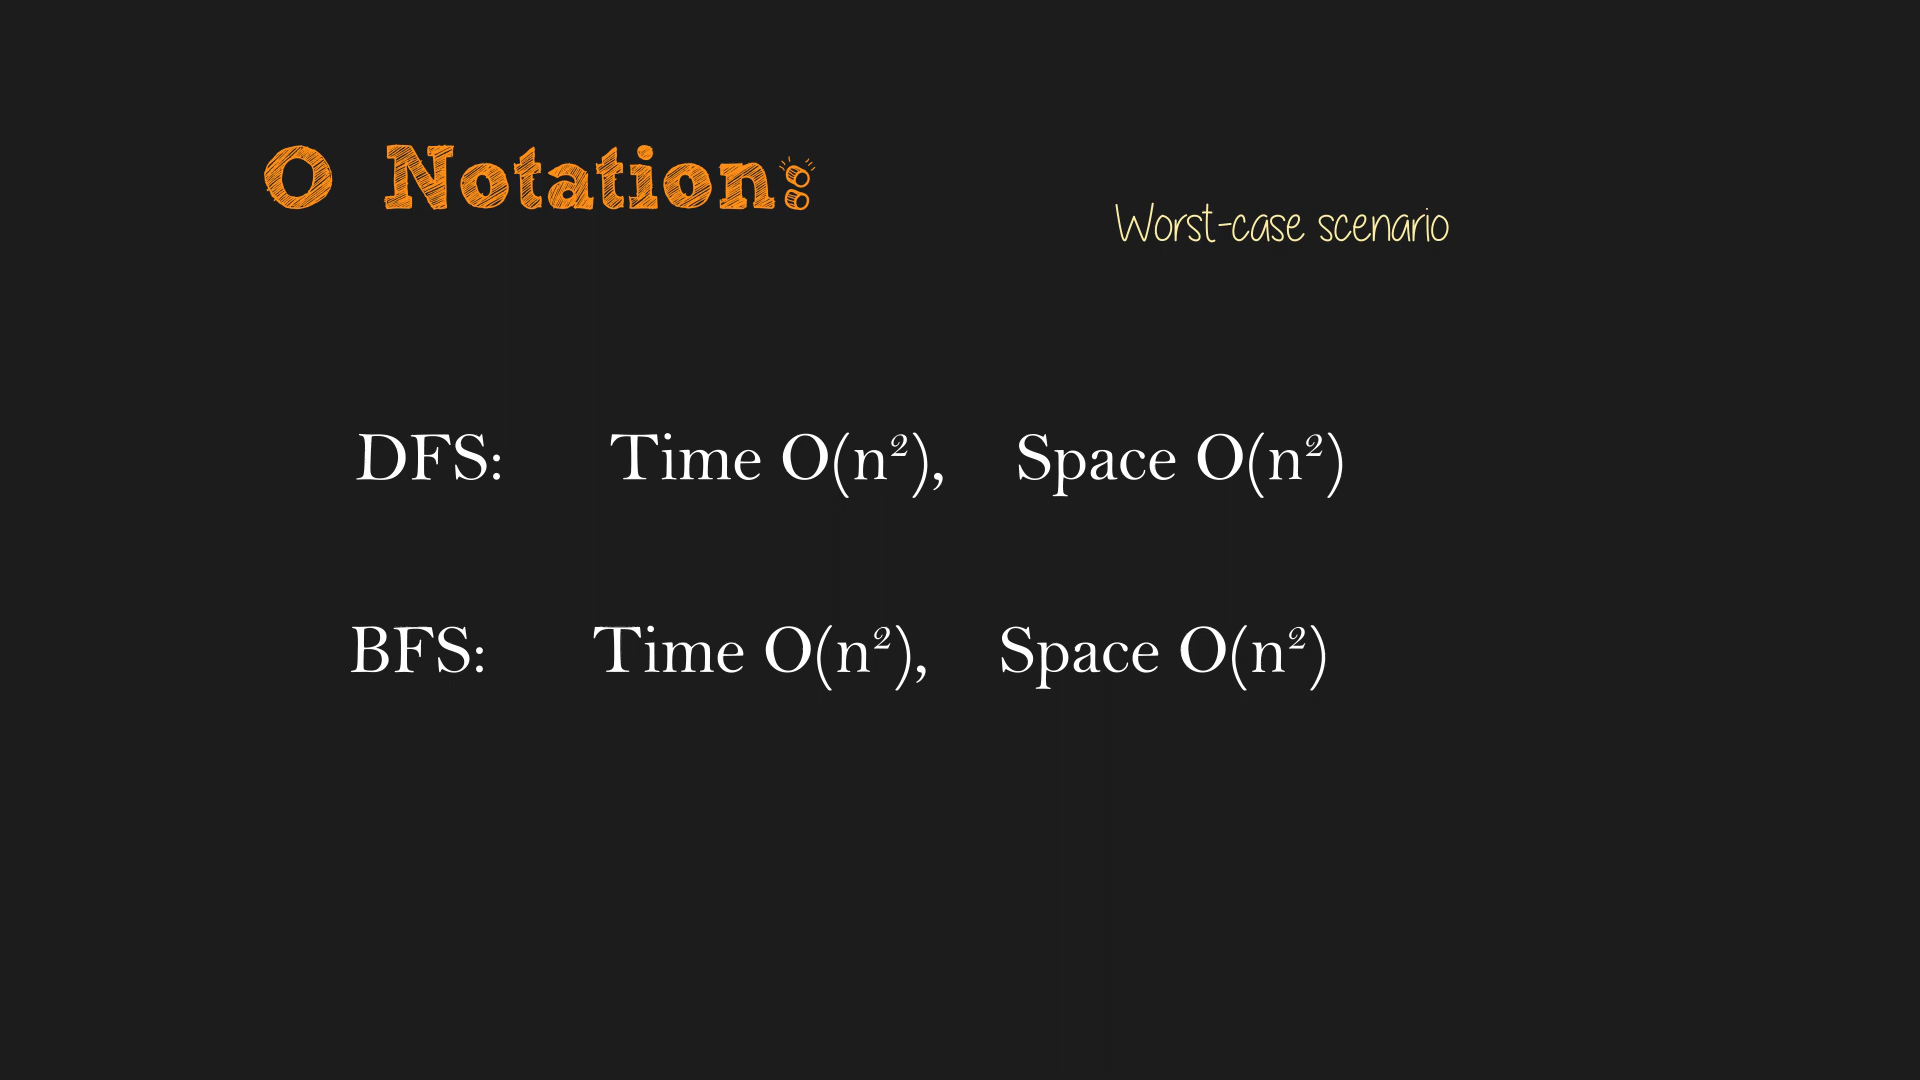 O Notation:
Worst-case scenario
DFS: Time O(n²), Space O(n²)
BFS: Time O(n²), Space O(n²)